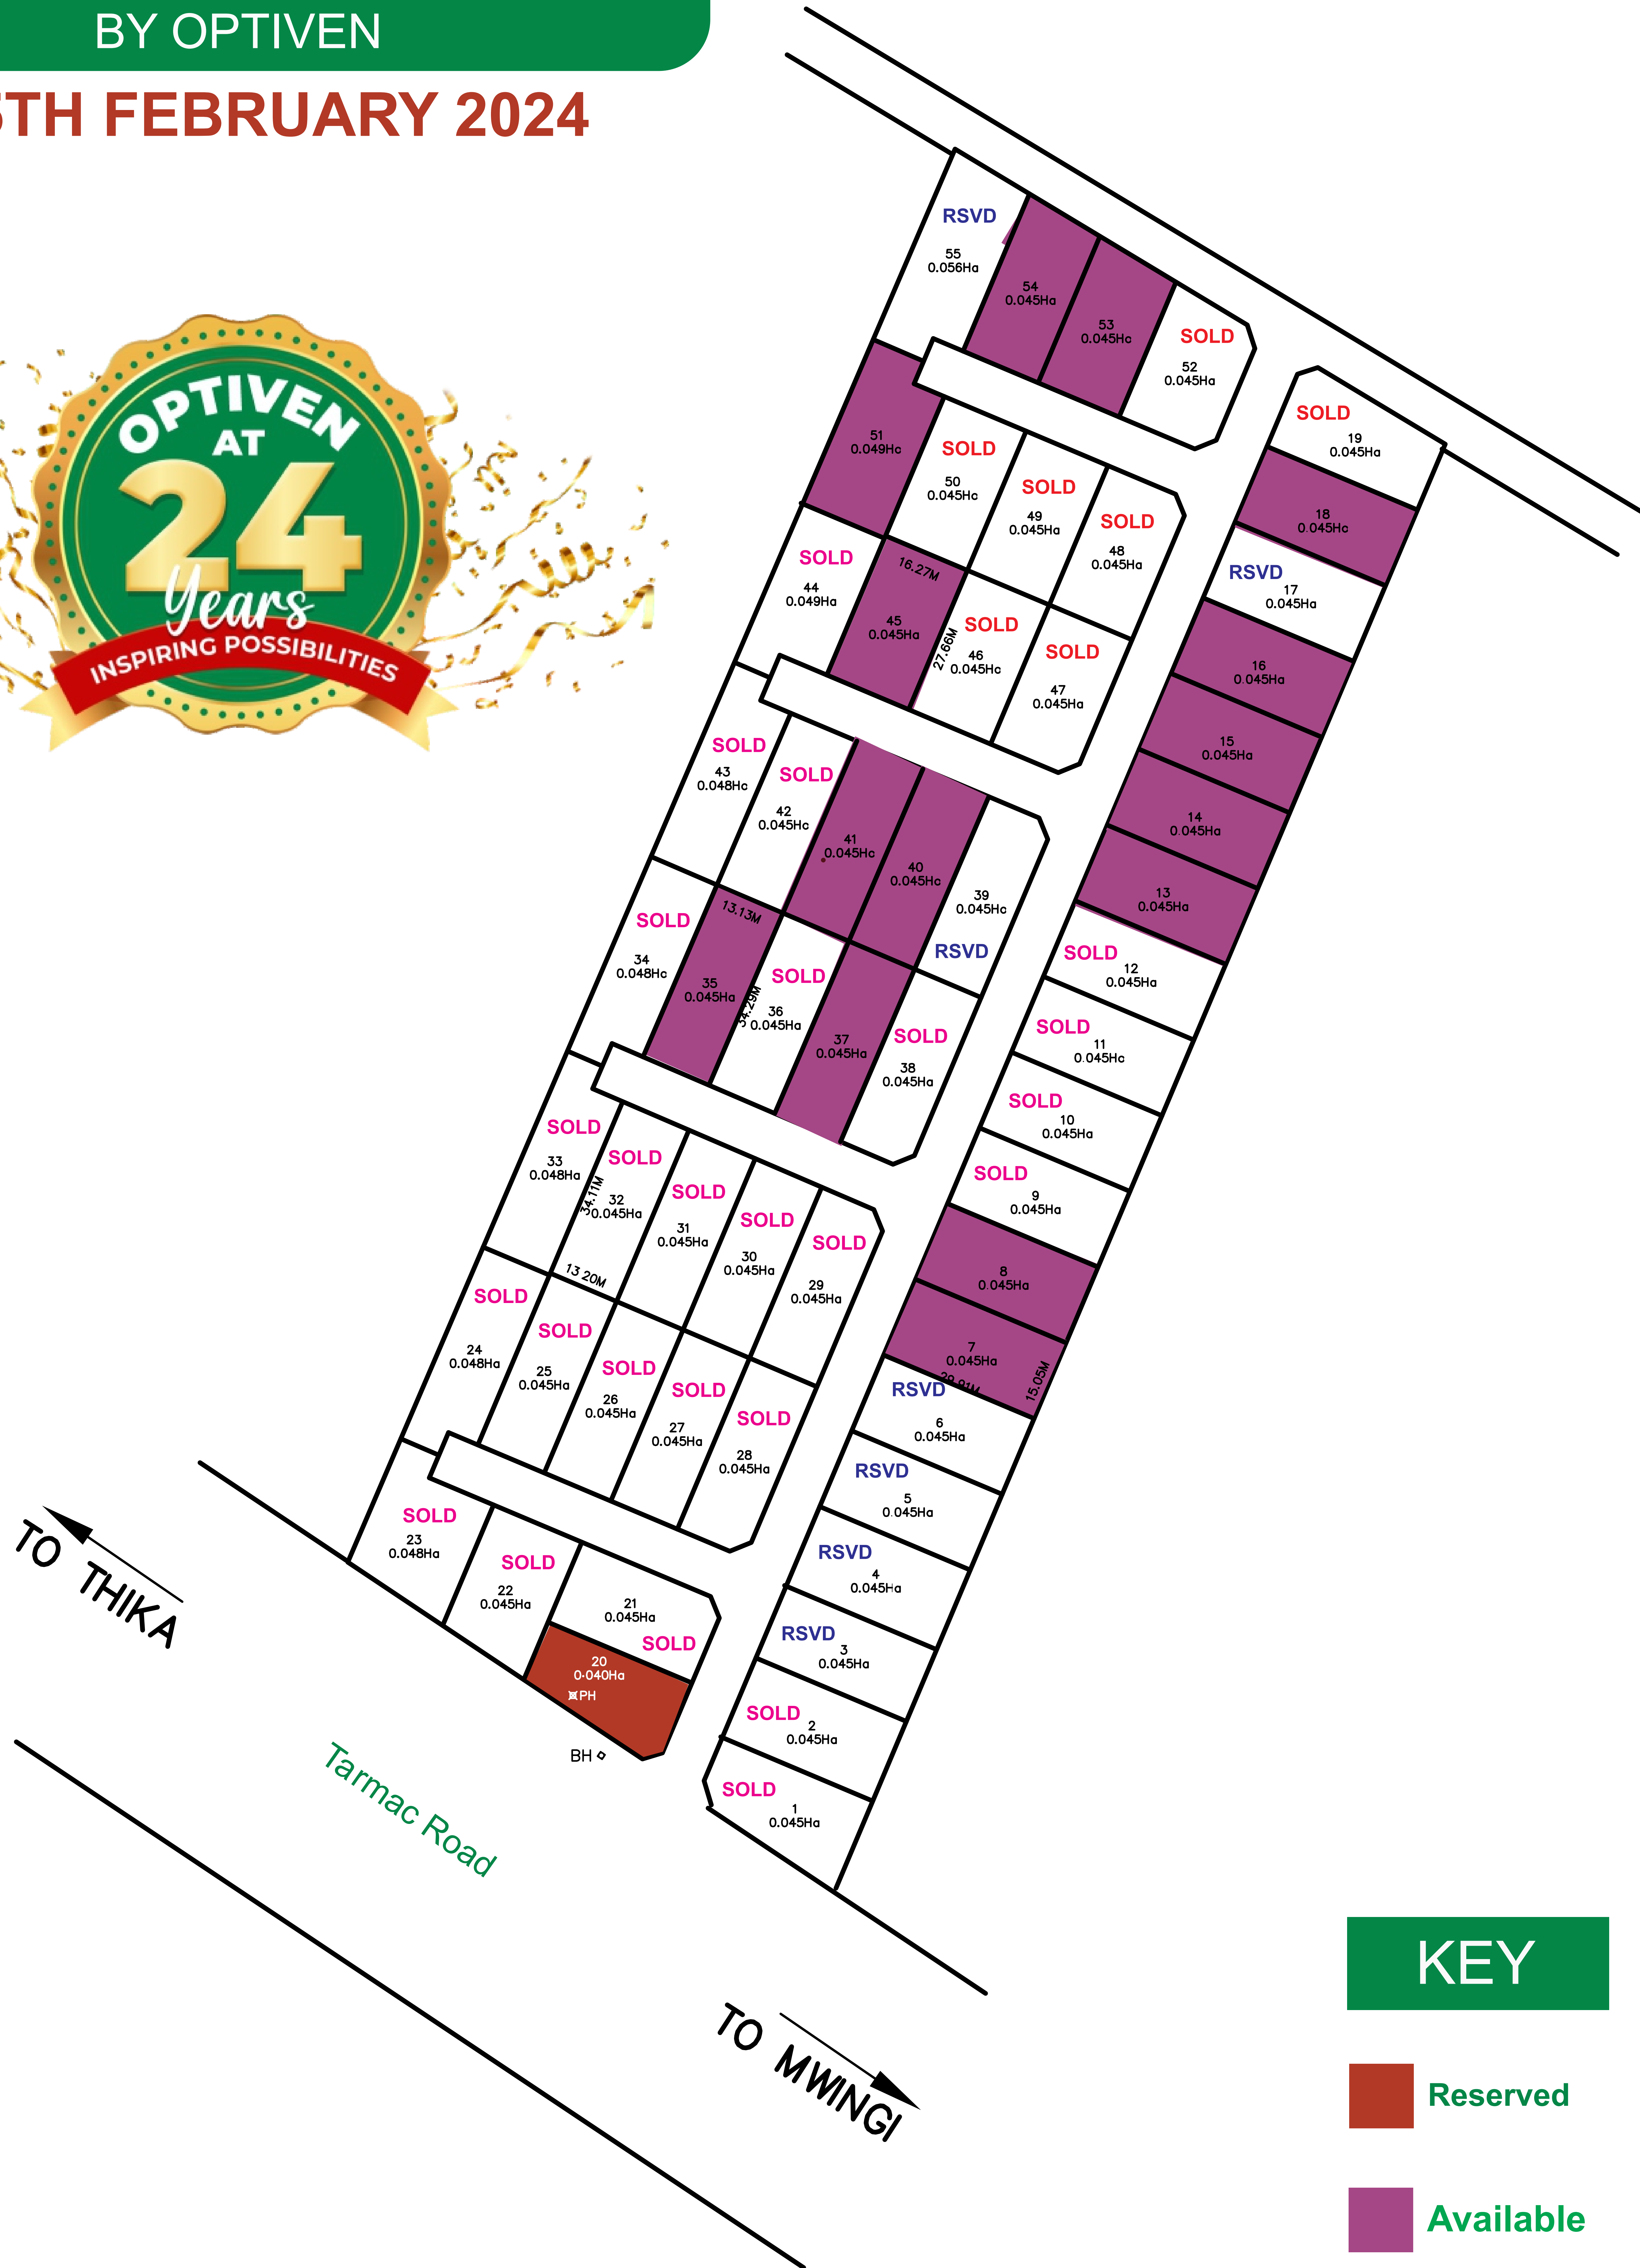 BY OPTIVEN
5TH FEBRUARY 2024
OPTIVEN
AT
24
Years
INSPIRING POSSIBILITIES
RSVD
55
0.056Ha
54
0.045Ha
53
0.045Ha
SOLD
52
0.045Ha
SOLD
19
0.045Ha
51
0.049Ha
SOLD
50
0.045Ha
SOLD
49
0.045Ha
SOLD
48
0.045Ha
18
0.045Ha
RSVD
17
0.045Ha
SOLD
44
0.049Ha
16.27M
45
0.045Ha
27.66M
SOLD
46
0.045Ha
SOLD
47
0.045Ha
16
0.045Ha
15
0.045Ha
14
0.045Ha
13
0.045Ha
SOLD
43
0.048Ha
SOLD
42
0.045Ha
41
0.045Ha
40
0.045Ha
39
0.045Ha
RSVD
SOLD
34
0.048Ha
13.13M
35
0.045Ha
34.29M
SOLD
36
0.045Ha
37
0.045Ha
SOLD
38
0.045Ha
SOLD
12
0.045Ha
SOLD
11
0.045Ha
SOLD
10
0.045Ha
SOLD
9
0.045Ha
8
0.045Ha
7
0.045Ha
29.91M
15.05M
SOLD
33
0.048Ha
34.11M
SOLD
32
0.045Ha
SOLD
31
0.045Ha
SOLD
30
0.045Ha
SOLD
29
0.045Ha
13 20M
SOLD
24
0.048Ha
SOLD
25
0.045Ha
SOLD
26
0.045Ha
SOLD
27
0.045Ha
SOLD
28
0.045Ha
RSVD
6
0.045Ha
RSVD
5
0.045Ha
RSVD
4
0.045Ha
RSVD
3
0.045Ha
SOLD
2
0.045Ha
SOLD
1
0.045Ha
SOLD
23
0.048Ha
SOLD
22
0.045Ha
21
0.045Ha
SOLD
20
0.040Ha
PH
BH
TO THIKA
Tarmac Road
TO MWINGI
KEY
Reserved
Available